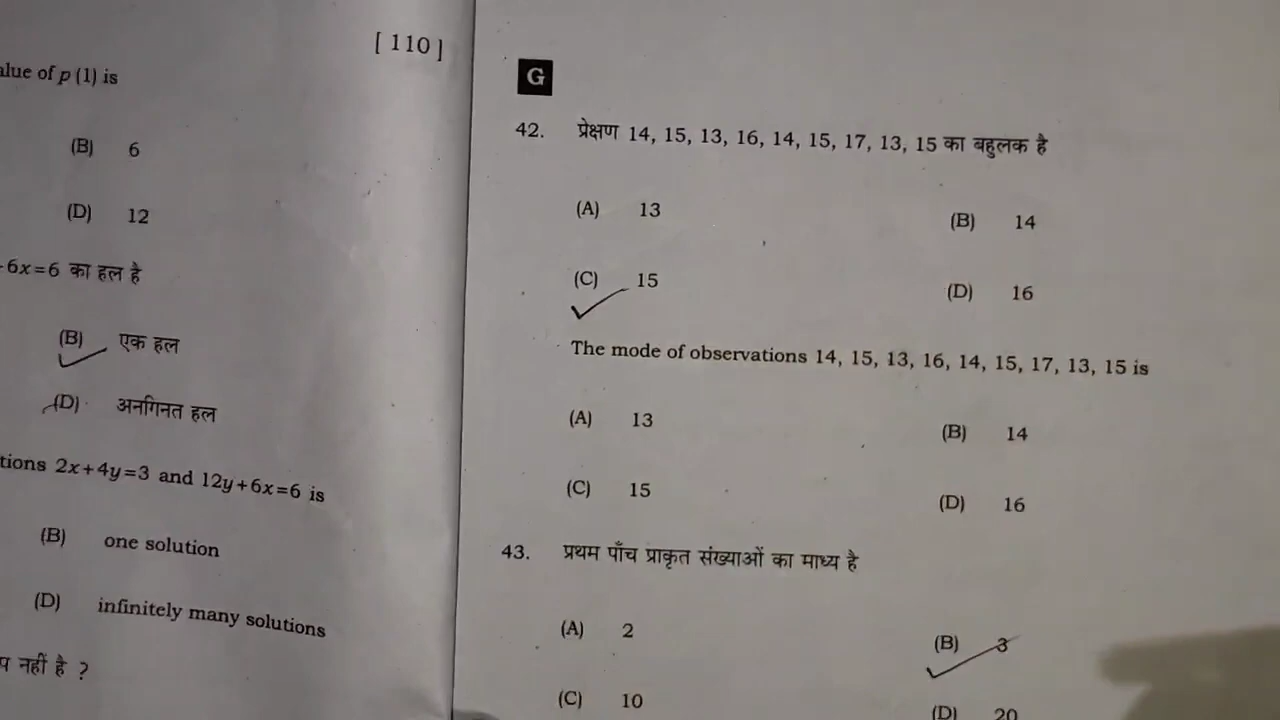 [ 110 ]
alue of p (1) is
(B) 6
(D) 12
6x=6 का हल है
(B) एक हल
(D) अनगिनत हल
tions 2x+4y=3 and 12y+6x=6 is
(B) one solution
(D) infinitely many solutions
प नहीं है ?
G
42. प्रेक्षण 14, 15, 13, 16, 14, 15, 17, 13, 15 का बहुलक है
(A) 13 (B) 14
(C) 15 (D) 16
The mode of observations 14, 15, 13, 16, 14, 15, 17, 13, 15 is
(A) 13 (B) 14
(C) 15 (D) 16
43. प्रथम पाँच प्राकृत संख्याओं का माध्य है
(A) 2 (B) 3
(C) 10 (D) 20